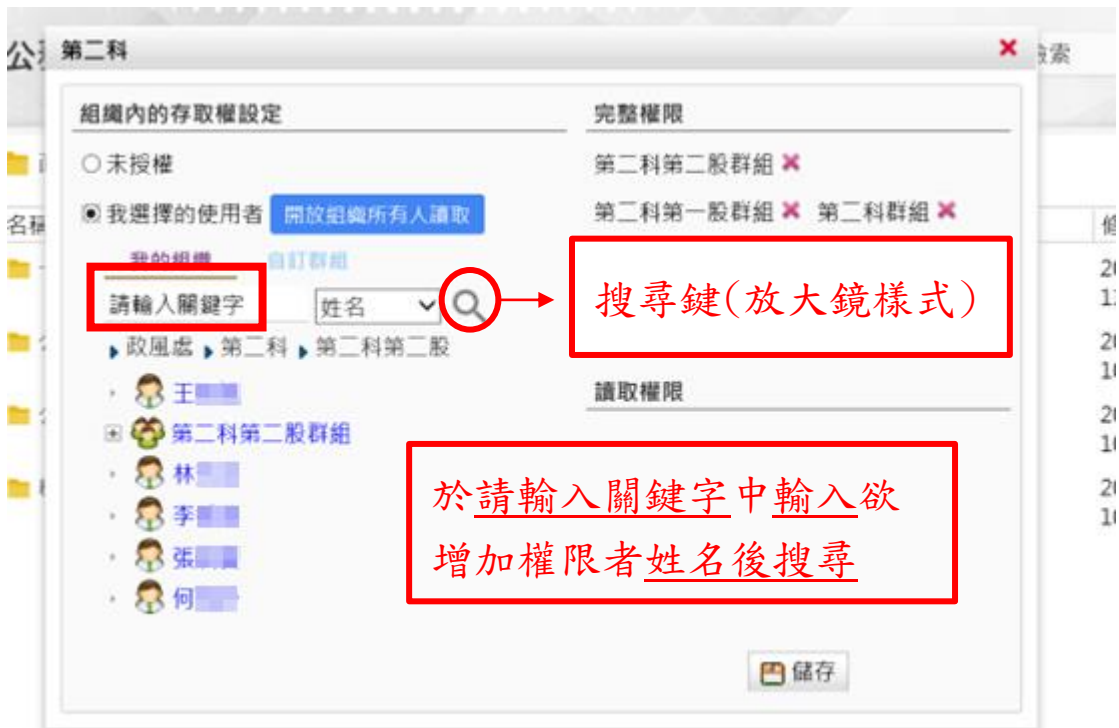 公
第二科
索
組織內的存取權設定
完整權限
未授權
第二科第二股群組
我選擇的使用者 開放組織所有人讀取
第二科第一股群組 第二科群組
名稱
我的組織 自訂群組
請輸入關鍵字 姓名
搜尋鍵(放大鏡樣式)
政風處 第二科 第二科第二股
讀取權限
王
第二科第二股群組
林
李
張
何
於請輸入關鍵字中輸入欲
增加權限者姓名後搜尋
儲存